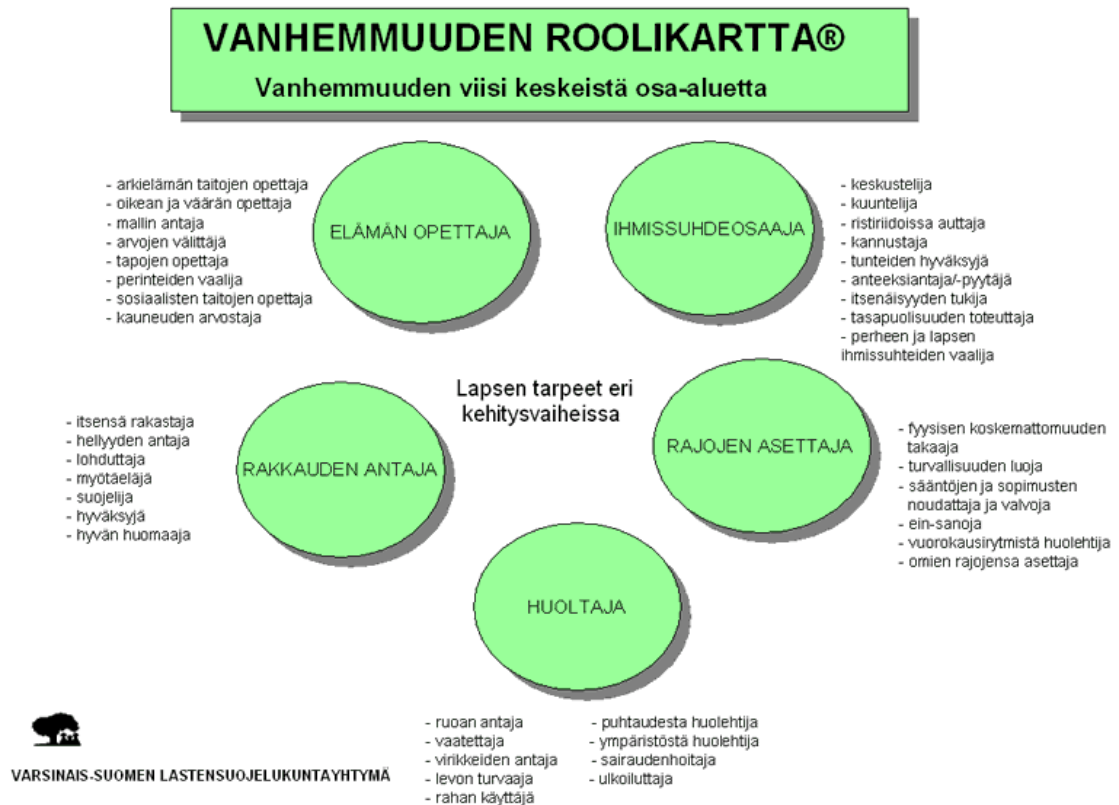 VANHEMMUUDEN ROOLIKARTTA®
Vanhemmuuden viisi keskeistä osa-aluetta
- arkielämän taitojen opettaja
- oikean ja väärän opettaja
- mallin antaja
- arvojen välittäjä
- tapojen opettaja
- perinteiden vaalija
- sosiaalisten taitojen opettaja
- kauneuden arvostaja
ELÄMÄN OPETTAJA
IHMISSUHDEOSAAJA
- keskustelija
- kuuntelija
- ristiriidoissa auttaja
- kannustaja
- tunteiden hyväksyjä
- anteeksiantaja/-pyytäjä
- itsenäisyyden tukija
- tasapuolisuuden toteuttaja
- perheen ja lapsen
ihmissuhteiden vaalija
Lapsen tarpeet eri
kehitysvaiheissa
- itsensä rakastaja
- hellyyden antaja
- lohduttaja
- myötäeläjä
- suojelija
- hyväksyjä
- hyvän huomaaja
RAKKAUDEN ANTAJA
RAJOJEN ASETTAJA
- fyysisen koskemattomuuden
takaaja
- turvallisuuden luoja
- sääntöjen ja sopimusten
noudattaja ja valvoja
- ein-sanoja
- vuorokausirytmistä huolehtija
- omien rajojensa asettaja
HUOLTAJA
- ruoan antaja
- vaatettaja
- virikkeiden antaja
- levon turvaaja
- rahan käyttäjä
- puhtaudesta huolehtija
- ympäristöstä huolehtija
- sairaudenhoitaja
- ulkoiluttaja
VARSINAIS-SUOMEN LASTENSUOJELUKUNTAYHTYMÄ